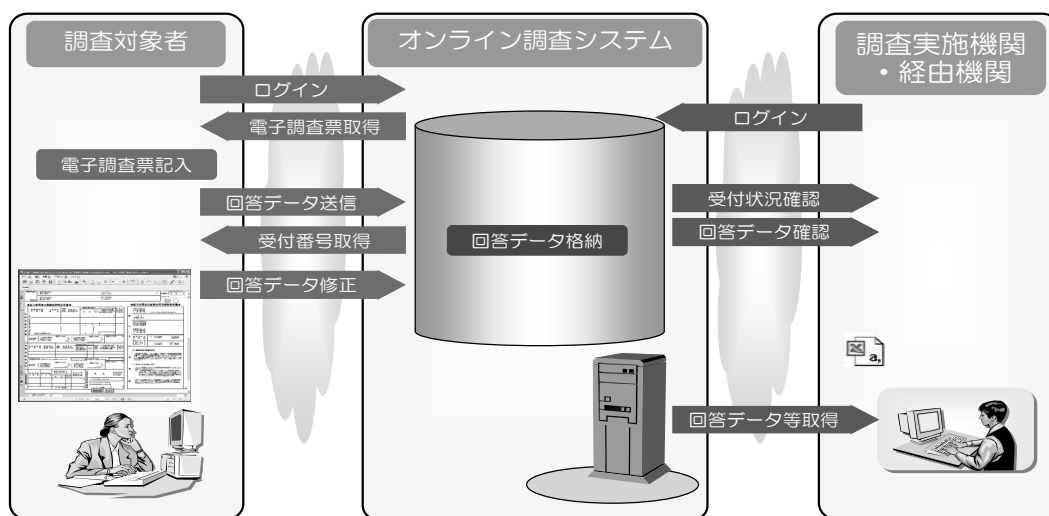 調査対象者
オンライン調査システム
調査実施機関
・経由機関
ログイン
電子調査票取得
電子調査票記入
回答データ送信
受付番号取得
回答データ修正
回答データ格納
ログイン
受付状況確認
回答データ確認
a,
回答データ等取得